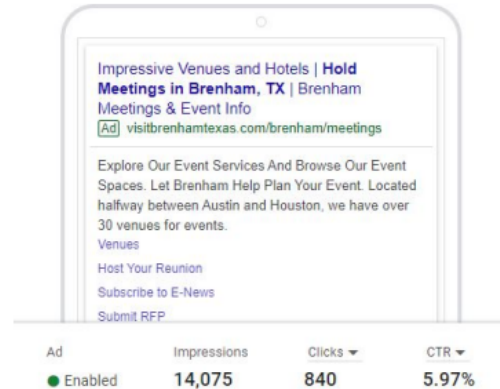 Impressive Venues and Hotels | Hold
Meetings in Brenham, TX | Brenham
Meetings & Event Info
Ad visitbrenhamtexas.com/brenham/meetings
Explore Our Event Services And Browse Our Event
Spaces. Let Brenham Help Plan Your Event. Located
halfway between Austin and Houston, we have over
30 venues for events.
Venues
Host Your Reunion
Subscribe to E-News
Submit RFP
Ad Impressions Clicks CTR
Enabled 14,075 840 5.97%